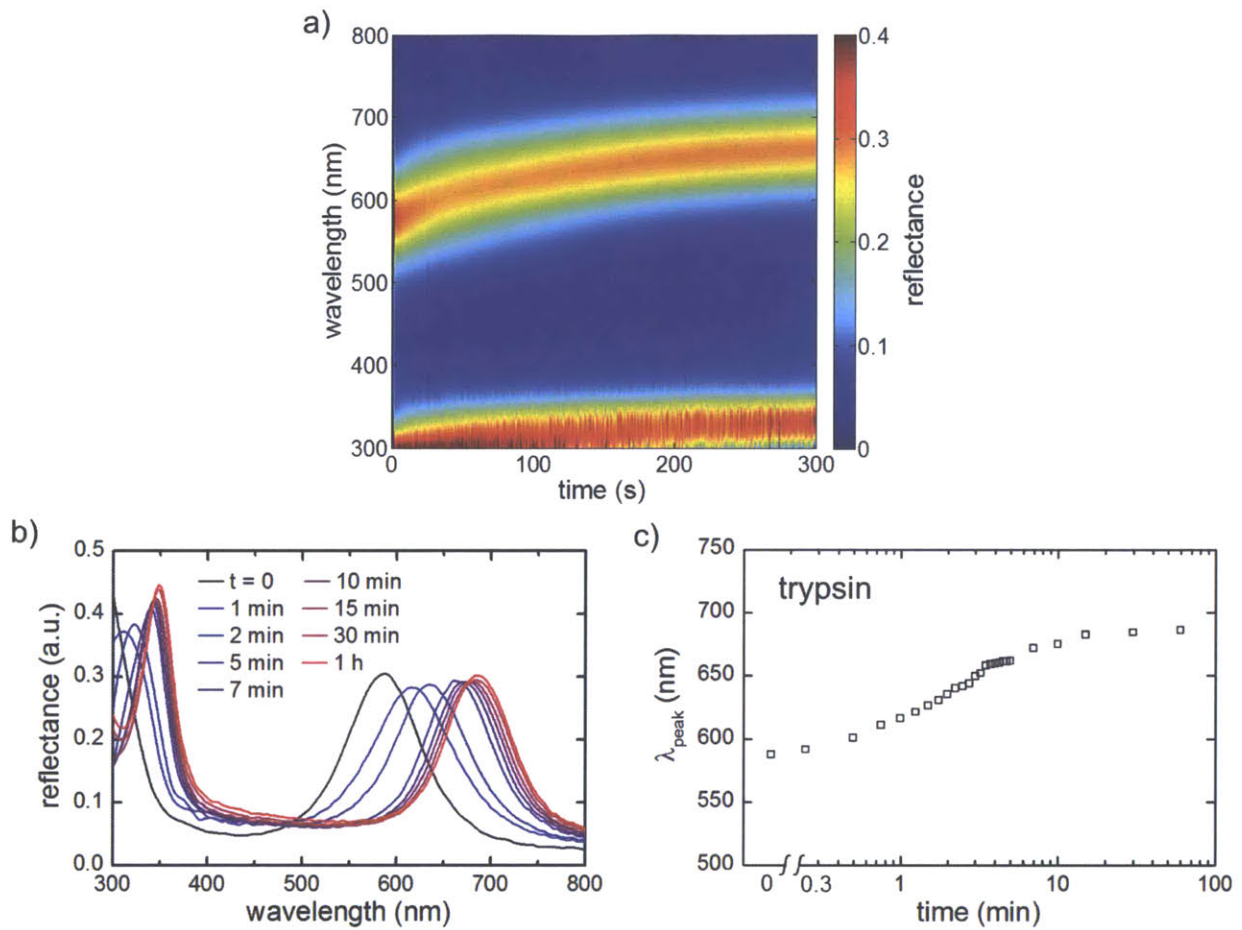 a)
800
700
600
500
400
300
wavelength (nm)
0
100
200
300
time (s)
0.4
0.3
0.2
0.1
0
reflectance
b)
0.5
0.4
0.3
0.2
0.1
0.0
reflectance (a.u.)
t = 0
1 min
2 min
5 min
7 min
10 min
15 min
30 min
1 h
300
400
500
600
700
800
wavelength (nm)
c)
750
700
650
600
550
500
λpeak (nm)
trypsin
0
0.3
1
10
100
time (min)